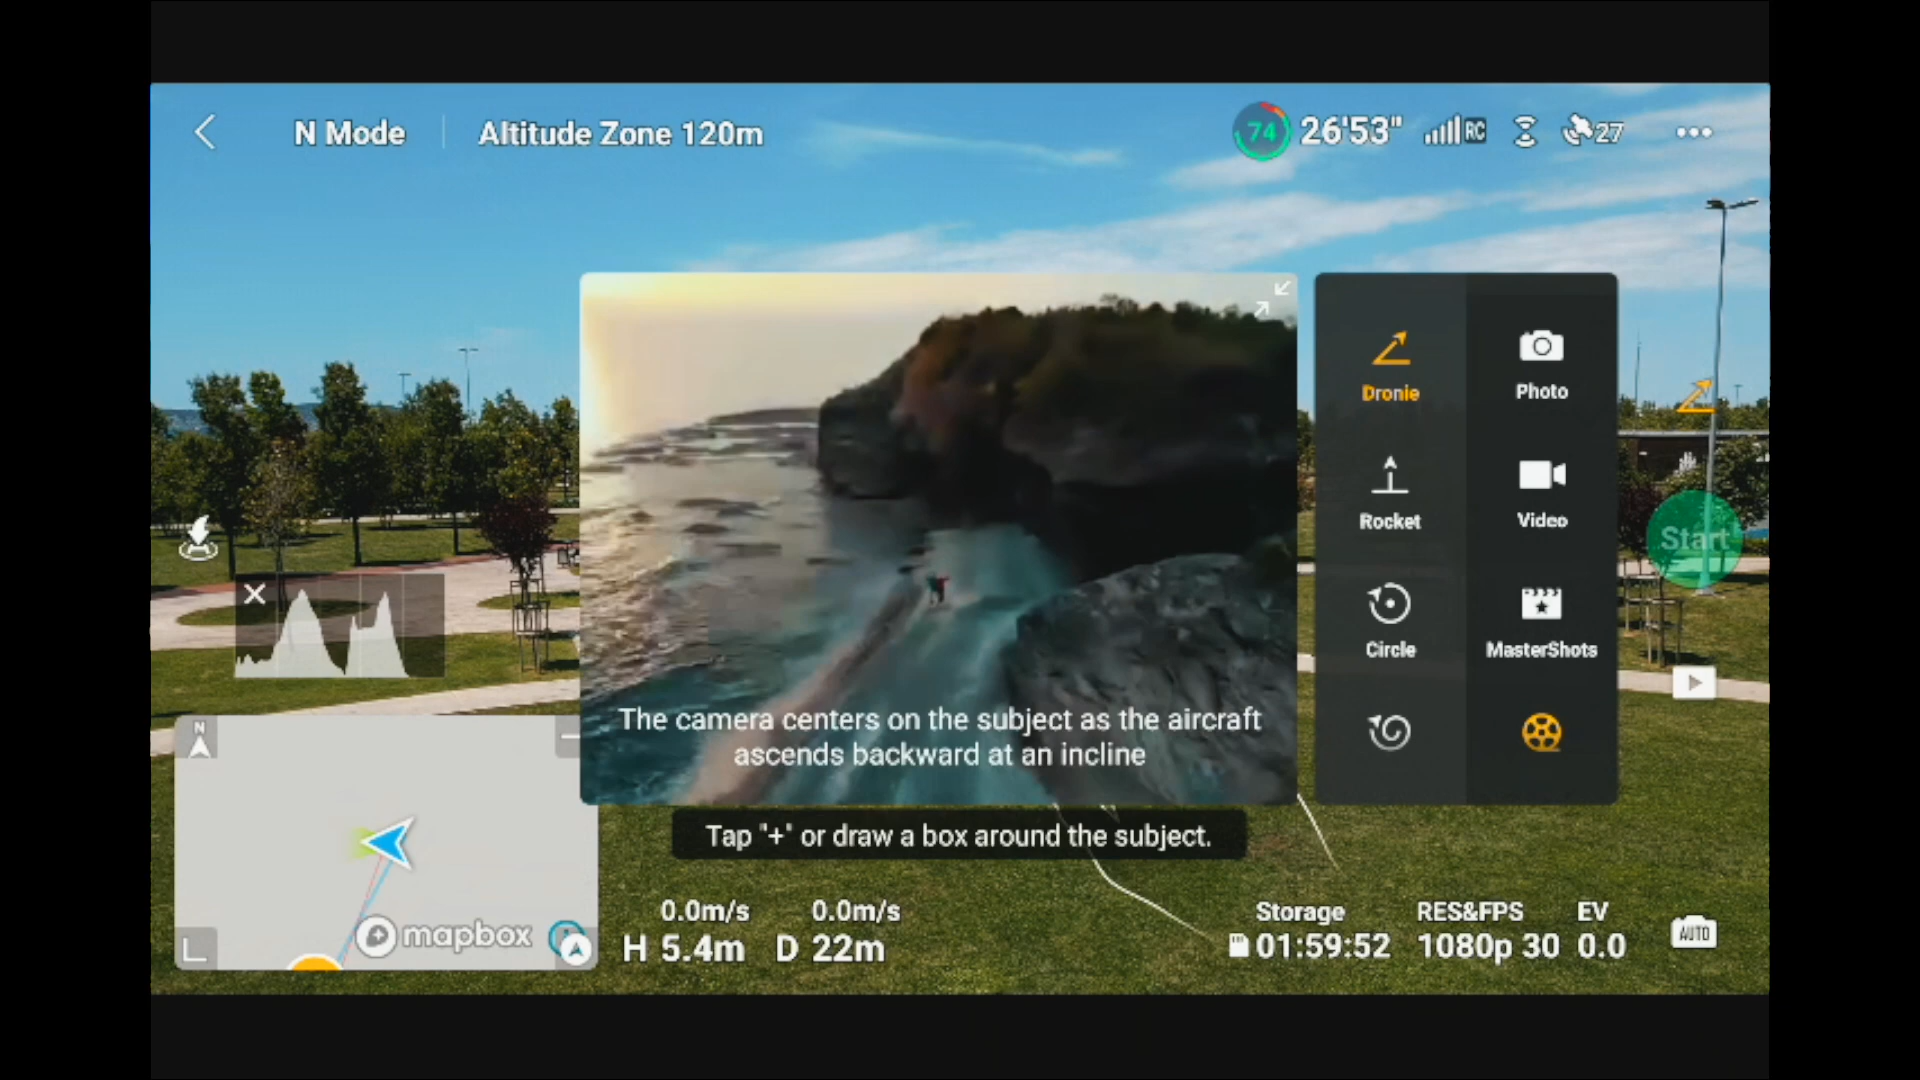 N Mode
Altitude Zone 120m
74
26'53"
RC
27
Dronie
Photo
Rocket
Video
Start
Circle
MasterShots
N
The camera centers on the subject as the aircraft
ascends backward at an incline
Tap "+" or draw a box around the subject.
mapbox
0.0m/s
0.0m/s
H 5.4m
D 22m
Storage
RES&FPS
EV
01:59:52
1080p 30
0.0
AUTO